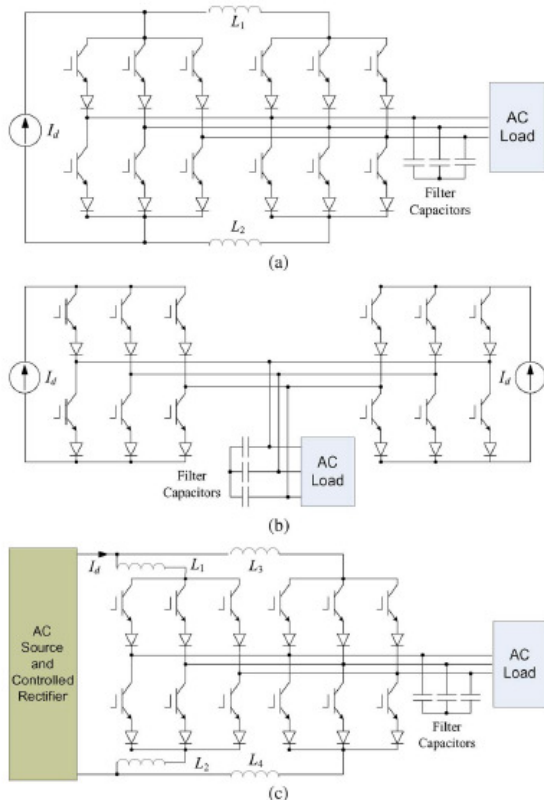 L1
Id
AC
Load
Filter
Capacitors
L2
(a)
Id
Id
Filter
Capacitors
AC
Load
(b)
Id
L1
L3
AC
Source
and
Controlled
Rectifier
AC
Load
Filter
Capacitors
L2
L4
(c)